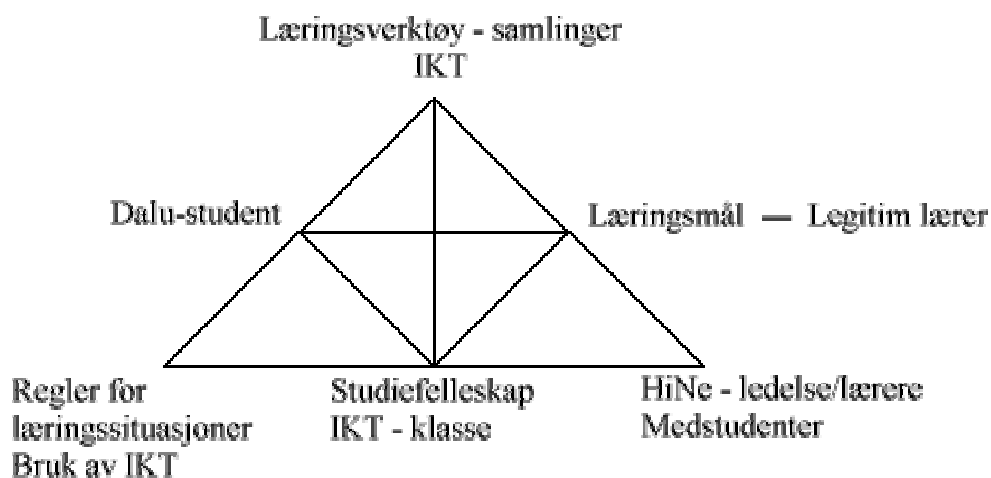 Læringsverktøy - samlinger
IKT
Dalu-student
Læringsmål — Legitim lærer
Regler for
læringssituasjoner
Bruk av IKT
Studiefelleskap
IKT - klasse
HiNe - ledelse/lærere
Medstudenter